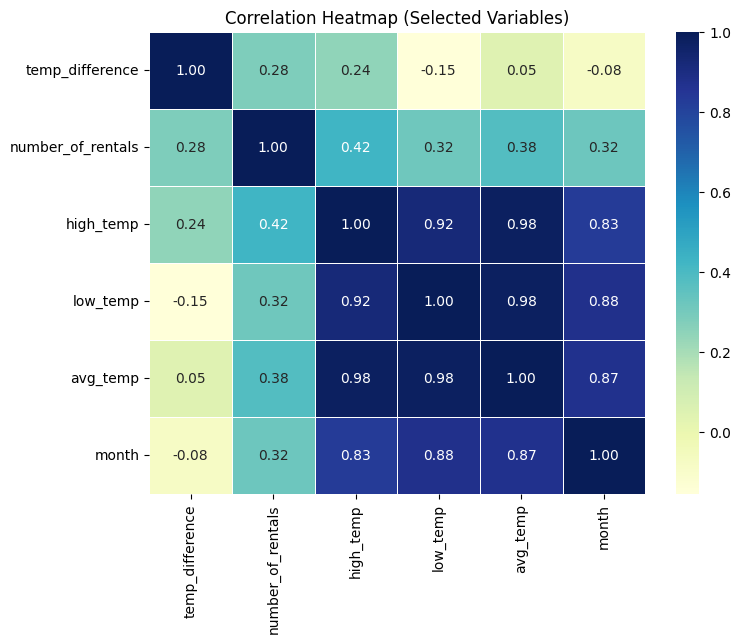 Correlation Heatmap (Selected Variables)
temp_difference 1.00 0.28 0.24 -0.15 0.05 -0.08
number_of_rentals 0.28 1.00 0.42 0.32 0.38 0.32
high_temp 0.24 0.42 1.00 0.92 0.98 0.83
low_temp -0.15 0.32 0.92 1.00 0.98 0.88
avg_temp 0.05 0.38 0.98 0.98 1.00 0.87
month -0.08 0.32 0.83 0.88 0.87 1.00
temp_difference
number_of_rentals
high_temp
low_temp
avg_temp
month
1.0
0.8
0.6
0.4
0.2
0.0